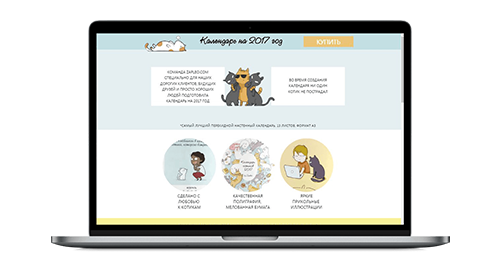 Календарь на 2017 год
КУПИТЬ
КОМАНДА ZAPLEO.COM
СПЕЦИАЛЬНО ДЛЯ НАШИХ
ДОРОГИХ КЛИЕНТОВ, БУДУЩИХ
ДРУЗЕЙ И ПРОСТО ХОРОШИХ
ЛЮДЕЙ ПОДГОТОВИЛА
КАЛЕНДАРЬ НА 2017 ГОД
ВО ВРЕМЯ СОЗДАНИЯ
КАЛЕНДАРЯ НИ ОДИН
КОТИК НЕ ПОСТРАДАЛ
САМЫЙ ЛУЧШИЙ ПЕРЕКИДНОЙ НАСТЕННЫЙ КАЛЕНДАРЬ, 13 ЛИСТОВ, ФОРМАТ А3
СДЕЛАНО С
ЛЮБОВЬЮ
К КОТИКАМ
КАЧЕСТВЕННАЯ
ПОЛИГРАФИЯ,
МЕЛОВАННАЯ БУМАГА
ЯРКИЕ
ПРИКОЛЬНЫЕ
ИЛЛЮСТРАЦИИ